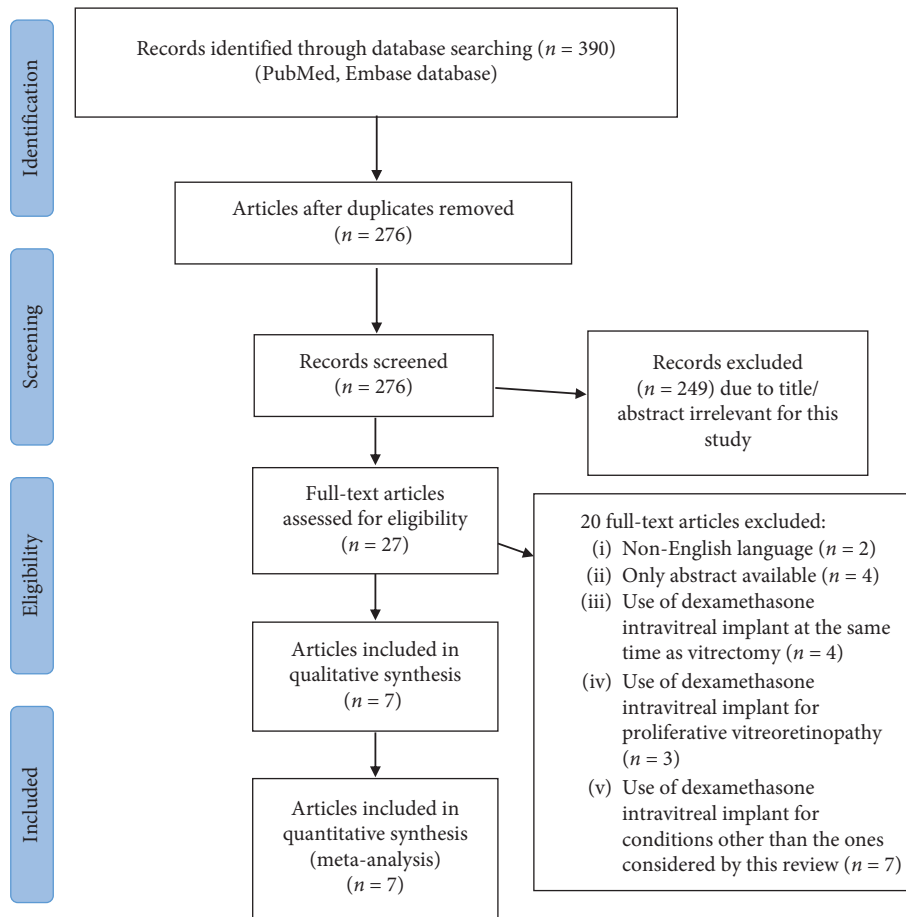 Identification
Records identified through database searching (n = 390)
(PubMed, Embase database)
Articles after duplicates removed
(n = 276)
Screening
Records screened
(n = 276)
Records excluded
(n = 249) due to title/
abstract irrelevant for this
study
Eligibility
Full-text articles
assessed for eligibility
(n = 27)
20 full-text articles excluded:
(i) Non-English language (n = 2)
(ii) Only abstract available (n = 4)
(iii) Use of dexamethasone
intravitreal implant at the same
time as vitrectomy (n = 4)
(iv) Use of dexamethasone
intravitreal implant for
proliferative vitreoretinopathy
(n = 3)
(v) Use of dexamethasone
intravitreal implant for
conditions other than the ones
considered by this review (n = 7)
Articles included in
qualitative synthesis
(n = 7)
Included
Articles included in
quantitative synthesis
(meta-analysis)
(n = 7)